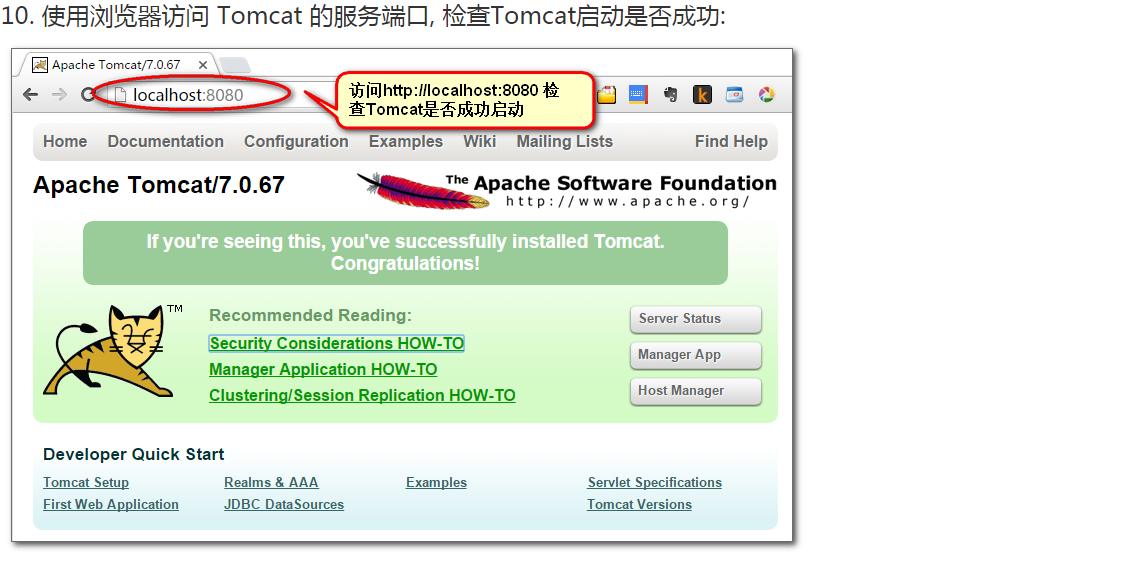 10. 使用浏览器访问 Tomcat 的服务端口, 检查Tomcat启动是否成功:
Apache Tomcat/7.0.67
localhost:8080
访问http://localhost:8080 检
查Tomcat是否成功启动
Home Documentation Configuration Examples Wiki Mailing Lists Find Help
Apache Tomcat/7.0.67
The Apache Software Foundation
http://www.apache.org/
If you're seeing this, you've successfully installed Tomcat.
Congratulations!
TM
Recommended Reading:
Security Considerations HOW-TO
Manager Application HOW-TO
Clustering/Session Replication HOW-TO
Server Status
Manager App
Host Manager
Developer Quick Start
Tomcat Setup Realms & AAA Examples Servlet Specifications
First Web Application JDBC DataSources Tomcat Versions